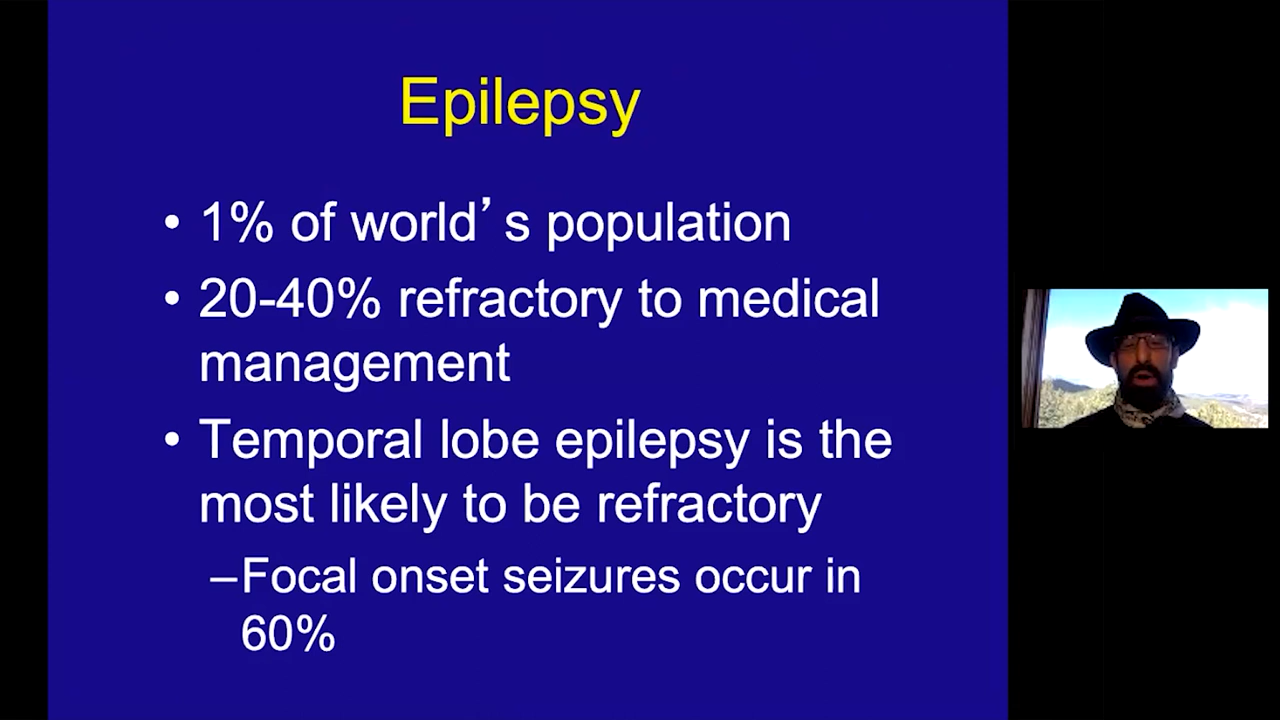 Epilepsy
• 1% of world’s population
• 20-40% refractory to medical
management
• Temporal lobe epilepsy is the
most likely to be refractory
–Focal onset seizures occur in
60%